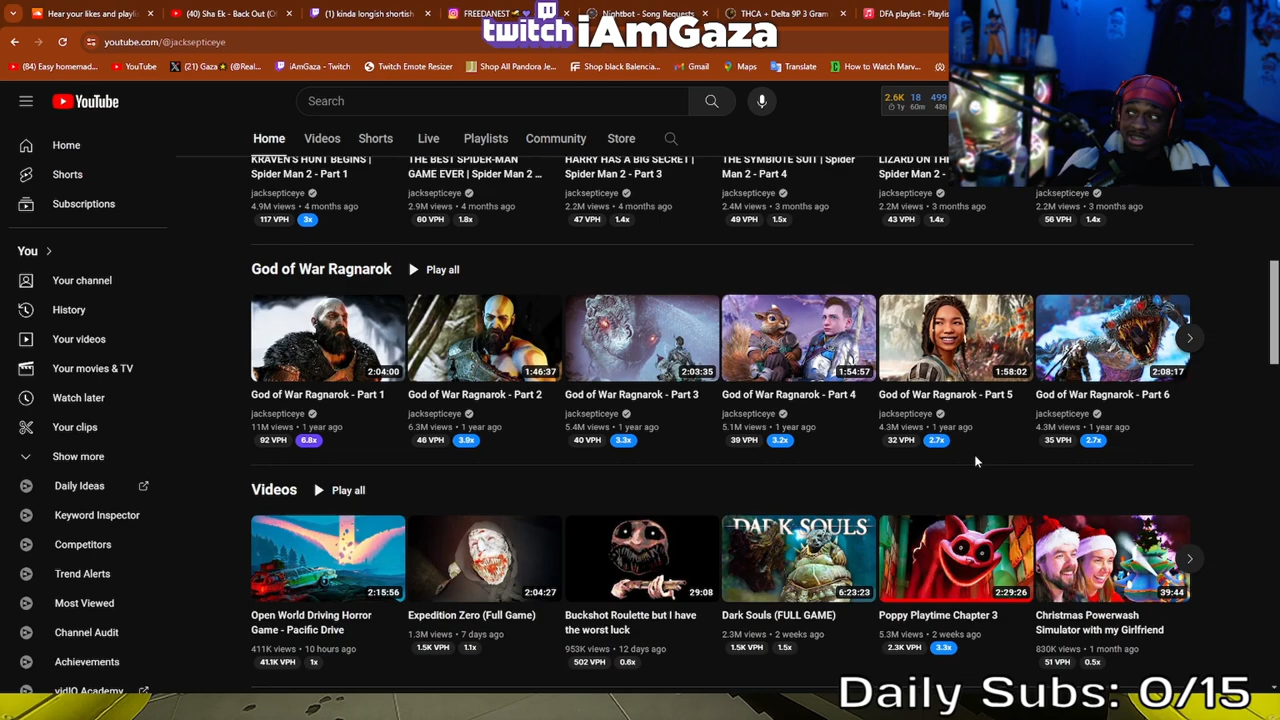 Hear your likes and playlists
(40) Sha Ek - Back Out (O
(1) kinda longish shortish
FREEDANEST
Nightbot - Song Requests
THCA + Delta 9P 3 Gram
DFA playlist - Playlis
twitch iAmGaza
youtube.com/@jacksepticeye
(84) Easy homemad...
YouTube
(21) Gaza ★ (@Real...
iAmGaza - Twitch
Twitch Emote Resizer
Shop All Pandora Je...
Shop black Balencia...
Gmail
Maps
Translate
How to Watch Marv...
YouTube
Search
2.6K 18 499
1y 60m 48h
Home Videos Shorts Live Playlists Community Store
Home
Shorts
Subscriptions
You
Your channel
History
Your videos
Your movies & TV
Watch later
Your clips
Show more
Daily Ideas
Keyword Inspector
Competitors
Trend Alerts
Most Viewed
Channel Audit
Achievements
vidIQ Academy
KRAVEN'S HUNT BEGINS |
Spider Man 2 - Part 1
jacksepticeye
4.9M views • 4 months ago
117 VPH 3x
THE BEST SPIDER-MAN
GAME EVER | Spider Man 2 ...
jacksepticeye
2.9M views • 4 months ago
60 VPH 1.8x
HARRY HAS A BIG SECRET |
Spider Man 2 - Part 3
jacksepticeye
2.2M views • 4 months ago
47 VPH 1.4x
THE SYMBIOTE SUIT | Spider
Man 2 - Part 4
jacksepticeye
2.4M views • 3 months ago
49 VPH 1.5x
LIZARD ON TH
Spider Man 2 -
jacksepticeye
2.2M views • 3 months ago
43 VPH 1.4x
jacksepticeye
2.2M views • 3 months ago
56 VPH 1.4x
God of War Ragnarok Play all
2:04:00
God of War Ragnarok - Part 1
jacksepticeye
11M views • 1 year ago
92 VPH 6.8x
1:46:37
God of War Ragnarok - Part 2
jacksepticeye
6.3M views • 1 year ago
46 VPH 3.9x
2:03:35
God of War Ragnarok - Part 3
jacksepticeye
5.4M views • 1 year ago
40 VPH 3.3x
1:54:57
God of War Ragnarok - Part 4
jacksepticeye
5.1M views • 1 year ago
39 VPH 3.2x
1:58:02
God of War Ragnarok - Part 5
jacksepticeye
4.3M views • 1 year ago
32 VPH 2.7x
2:08:17
God of War Ragnarok - Part 6
jacksepticeye
4.3M views • 1 year ago
35 VPH 2.7x
Videos Play all
2:15:56
Open World Driving Horror
Game - Pacific Drive
411K views • 10 hours ago
41.1K VPH 1x
2:04:27
Expedition Zero (Full Game)
1.3M views • 7 days ago
1.5K VPH 1.1x
29:08
Buckshot Roulette but I have
the worst luck
953K views • 12 days ago
502 VPH 0.6x
DARK SOULS
6:23:23
Dark Souls (FULL GAME)
2.3M views • 2 weeks ago
1.5K VPH 1.5x
2:29:26
Poppy Playtime Chapter 3
5.3M views • 2 weeks ago
2.3K VPH 3.3x
39:44
Christmas Powerwash
Simulator with my Girlfriend
830K views • 1 month ago
51 VPH 0.5x
Daily Subs: 0/15